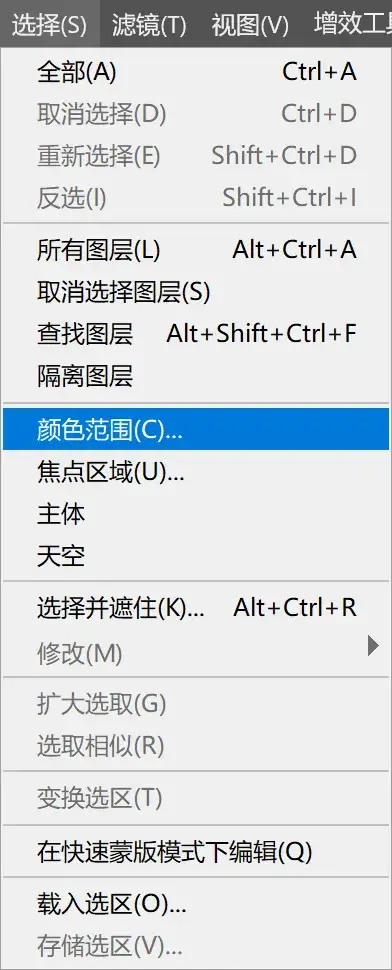 选择(S) 滤镜(T) 视图(V) 增效工
全部(A) Ctrl+A
取消选择(D) Ctrl+D
重新选择(E) Shift+Ctrl+D
反选(I) Shift+Ctrl+I
所有图层(L) Alt+Ctrl+A
取消选择图层(S)
查找图层 Alt+Shift+Ctrl+F
隔离图层
颜色范围(C)...
焦点区域(U)...
主体
天空
选择并遮住(K)... Alt+Ctrl+R
修改(M)
扩大选取(G)
选取相似(R)
变换选区(T)
在快速蒙版模式下编辑(Q)
载入选区(O)...
存储选区(V)...